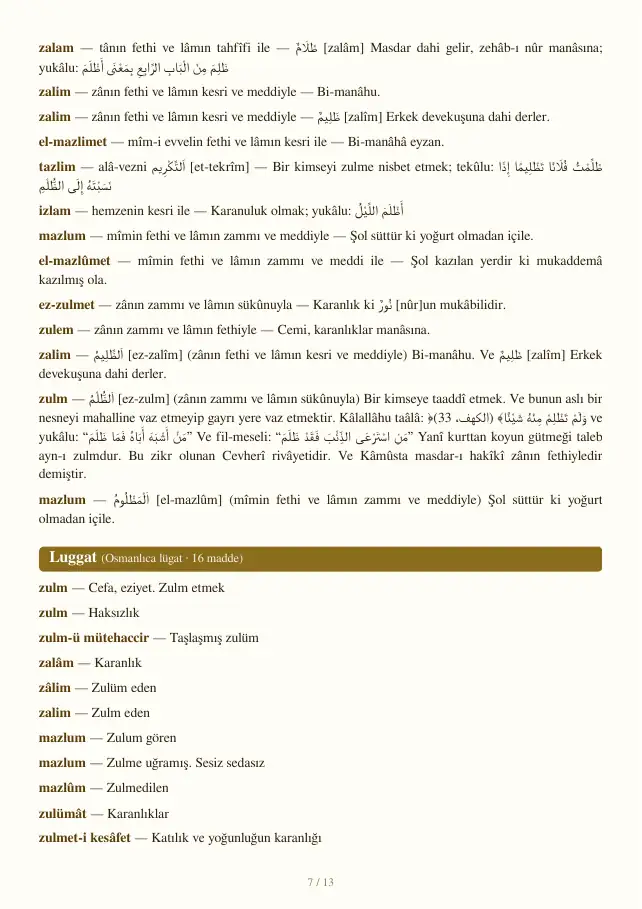 zalam — tânın fethi ve lâmın tahfîfi ile — ظَلَامٌ [zalâm] Masdar dahi gelir, zehâb-ı nûr manâsına;
yukâlu: ظَلِمَ مِنْ الْبَابِ الرَّابِعِ بِمَعْنَى أَظْلَمَ
zalim — zânın fethi ve lâmın kesri ve meddiyle — Bi-manâhu.
zalim — zânın fethi ve lâmın kesri ve meddiyle — ظَلِيمٌ [zalîm] Erkek devekuşuna dahi derler.
el-mazlimet — mîm-i evvelin fethi ve lâmın kesri ile — Bi-manâhâ eyzan.
tazlim — alâ-vezni اَلتَّكْرِيم [et-tekrîm] — Bir kimseyi zulme nisbet etmek; tekûlu: ظَلَّمْتُ فُلَانًا تَظْلِيمًا إِذَا
نَسَبْتَهُ إِلَى الظُّلْمِ
izlam — hemzenin kesri ile — Karanuluk olmak; yukâlu: أَظْلَمَ اللَّيْلُ
mazlum — mîmin fethi ve lâmın zammı ve meddiyle — Şol süttür ki yoğurt olmadan içile.
el-mazlûmet — mîmin fethi ve lâmın zammı ve meddi ile — Şol kazılan yerdir ki mukaddemâ
kazılmış ola.
ez-zulmet — zânın zammı ve lâmın sükûnuyla — Karanlık ki نُورٌ [nûr]un mukâbilidir.
zulem — zânın zammı ve lâmın fethiyle — Cemi, karanlıklar manâsına.
zalim — اَلظَّلِيمُ [ez-zalîm] (zânın fethi ve lâmın kesri ve meddiyle) Bi-manâhu. Ve ظَلِيمٌ [zalîm] Erkek
devekuşuna dahi derler.
zulm — اَلظُّلْمُ [ez-zulm] (zânın zammı ve lâmın sükûnuyla) Bir kimseye taaddî etmek. Ve bunun aslı bir
nesneyi mahalline vaz etmeyip gayrı yere vaz etmektir. Kâlallâhu taâlâ: ﴿وَلَمْ تَظْلِمْ مِنْهُ شَيْئًا﴾ (الكهف، 33) ve
yukâlu: “مَنْ أَشْبَهَ أَبَاهُ فَمَا ظَلَمَ” Ve fil-meseli: “مَنِ اسْتَرْعَى الذِّئْبَ فَقَدْ ظَلَمَ” Yanî kurttan koyun gütmeği taleb
ayn-ı zulmdur. Bu zikr olunan Cevherî rivâyetidir. Ve Kâmûsta masdar-ı hakîkî zânın fethiyledir
demiştir.
mazlum — اَلْمَظْلُومُ [el-mazlûm] (mîmin fethi ve lâmın zammı ve meddiyle) Şol süttür ki yoğurt
olmadan içile.
Luggat (Osmanlıca lügat · 16 madde)
zulm — Cefa, eziyet. Zulm etmek
zulm — Haksızlık
zulm-ü mütehaccir — Taşlaşmış zulüm
zalâm — Karanlık
zâlim — Zulüm eden
zalim — Zulm eden
mazlum — Zulum gören
mazlum — Zulme uğramış. Sesiz sedasız
mazlûm — Zulmedilen
zulümât — Karanlıklar
zulmet-i kesâfet — Katılık ve yoğunluğun karanlığı
7 / 13